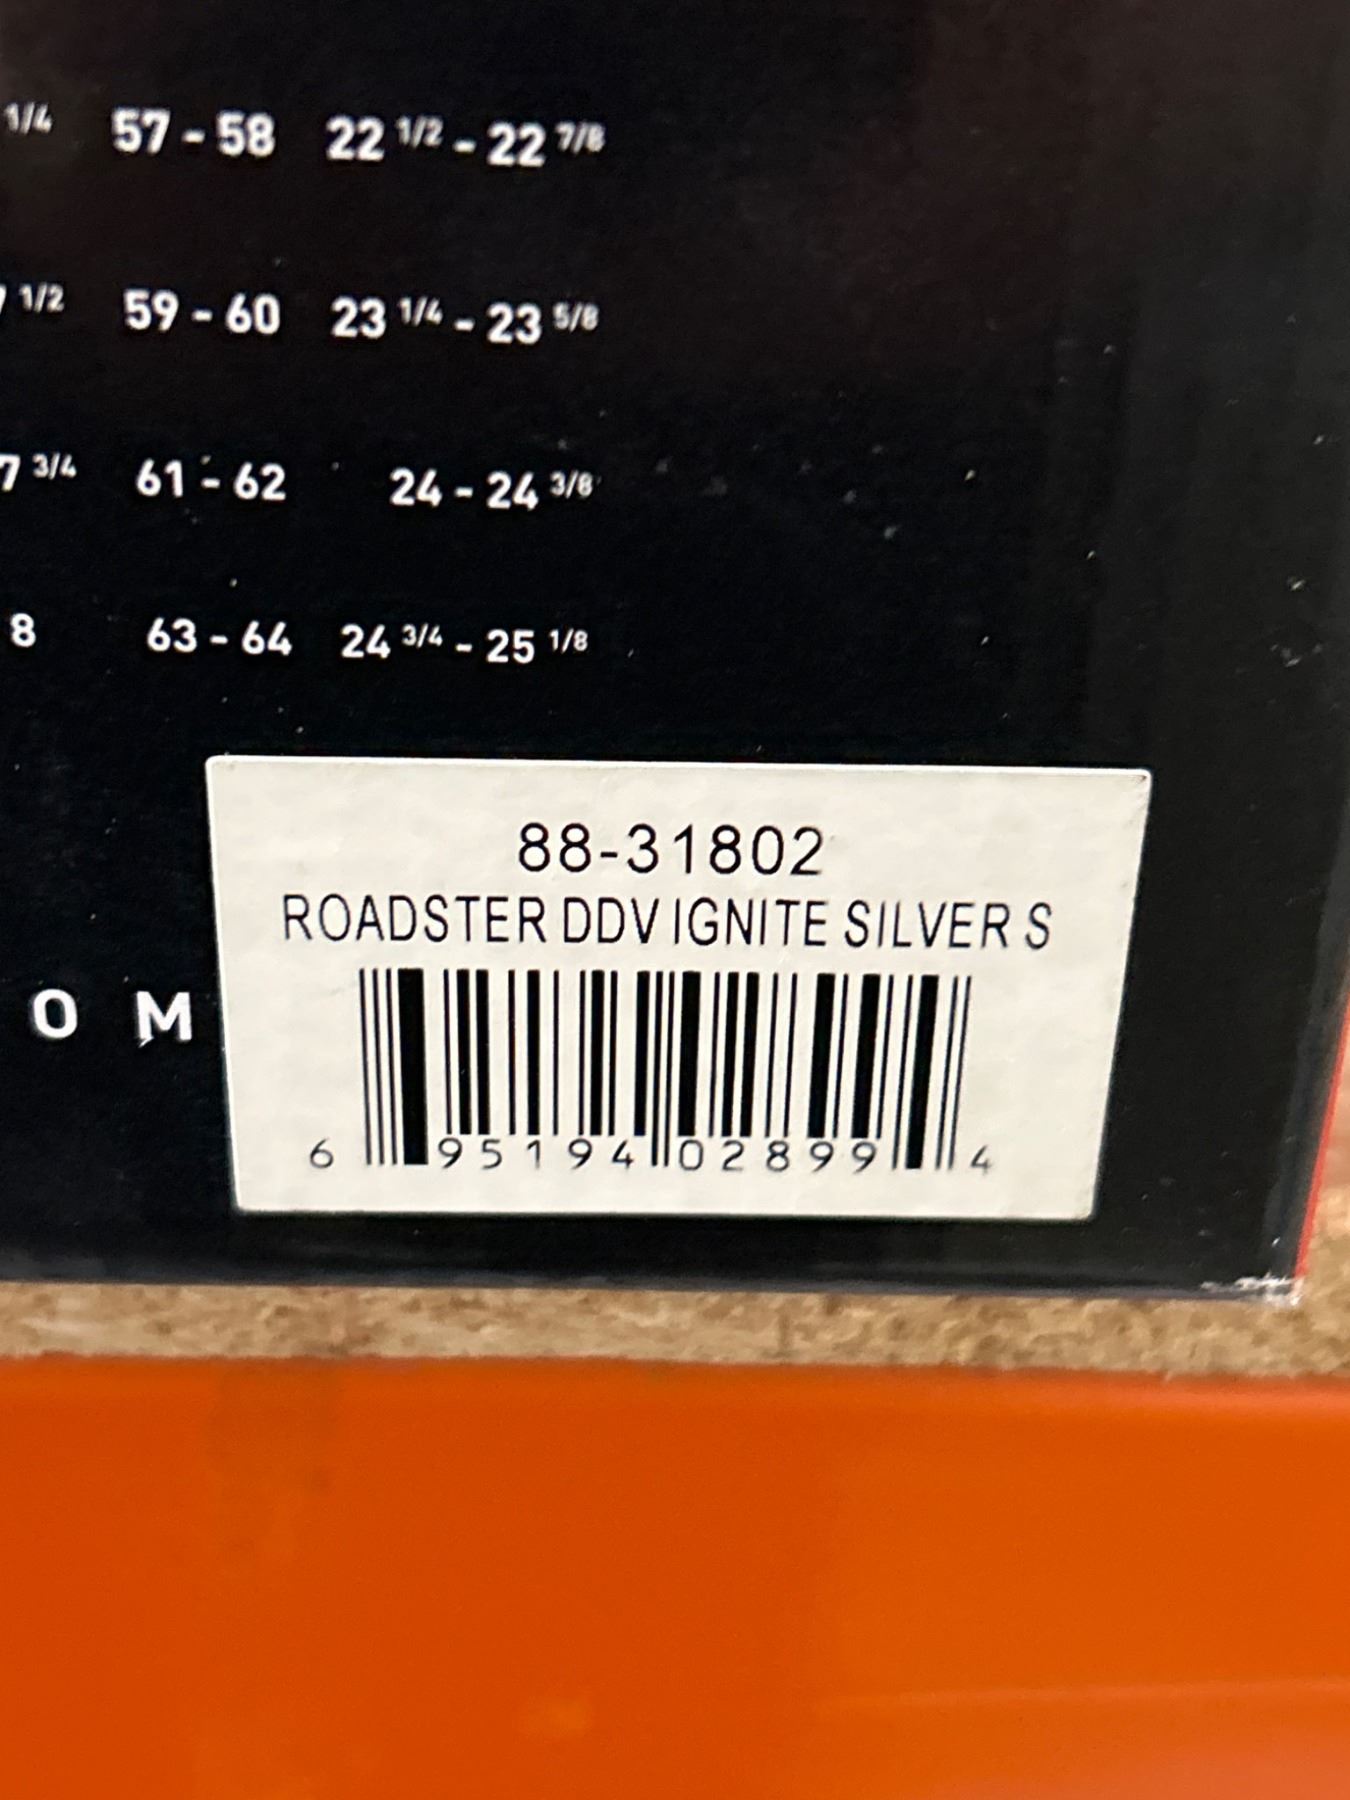 1/4 57 - 58 22 1/2 - 22 7/8
7 1/2 59 - 60 23 1/4 - 23 5/8
7 3/4 61 - 62 24 - 24 3/8
8 63 - 64 24 3/4 - 25 1/8
88-31802
ROADSTER DDV IGNITE SILVER S
O M
6 95194 02899 4